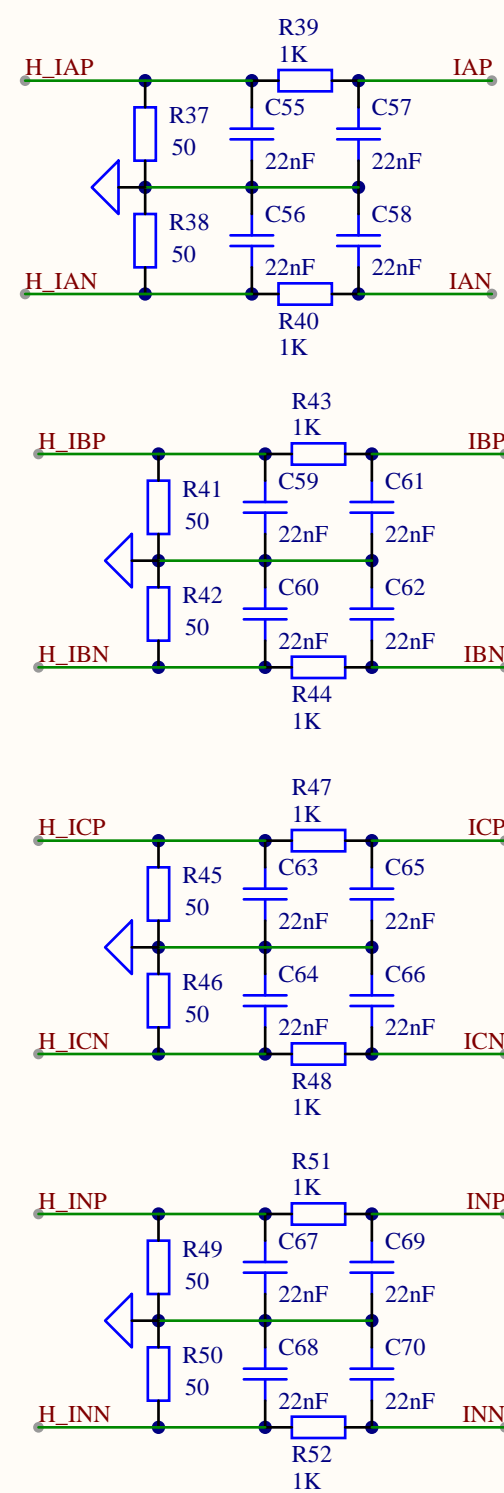 R39
1K
H_IAP
IAP
R37
50
C55
22nF
C57
22nF
R38
50
C56
22nF
C58
22nF
H_IAN
IAN
R40
1K
R43
1K
H_IBP
IBP
R41
50
C59
22nF
C61
22nF
R42
50
C60
22nF
C62
22nF
H_IBN
IBN
R44
1K
R47
1K
H_ICP
ICP
R45
50
C63
22nF
C65
22nF
R46
50
C64
22nF
C66
22nF
H_ICN
ICN
R48
1K
R51
1K
H_INP
INP
R49
50
C67
22nF
C69
22nF
R50
50
C68
22nF
C70
22nF
H_INN
INN
R52
1K